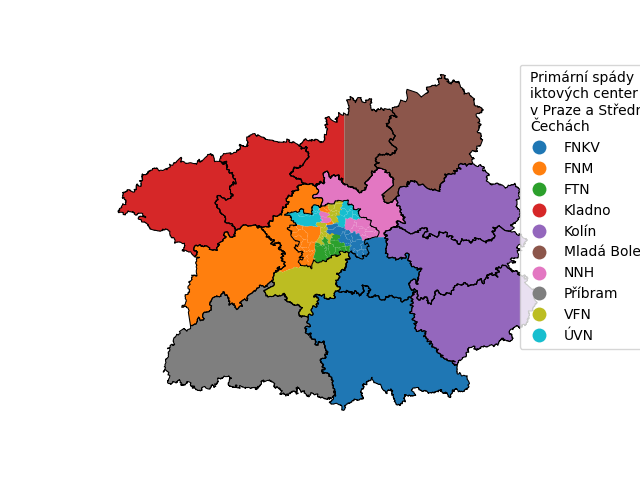 Primární spády
iktových center
v Praze a Středn
Čechách
FNKV
FNM
FTN
Kladno
Kolín
Mladá Bole
NNH
Příbram
VFN
ÚVN